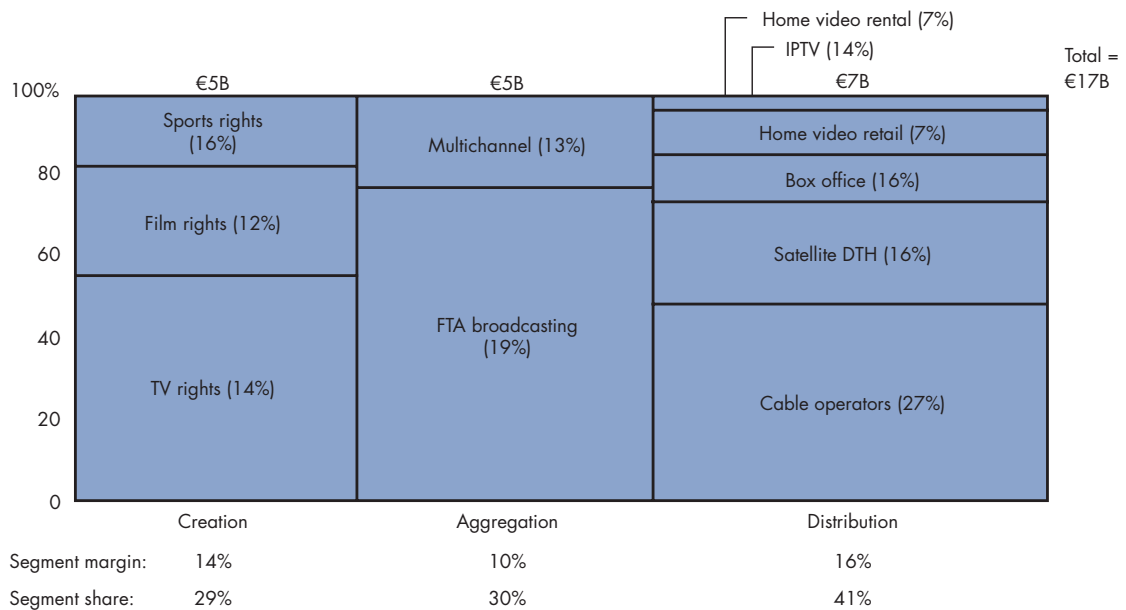 Home video rental (7%)
IPTV (14%)
Total =
€17B
€5B
€5B
€7B
100%
80
60
40
20
0
Sports rights
(16%)
Film rights (12%)
TV rights (14%)
Multichannel (13%)
FTA broadcasting
(19%)
Home video retail (7%)
Box office (16%)
Satellite DTH (16%)
Cable operators (27%)
Creation
Aggregation
Distribution
Segment margin: 14% 10% 16%
Segment share: 29% 30% 41%